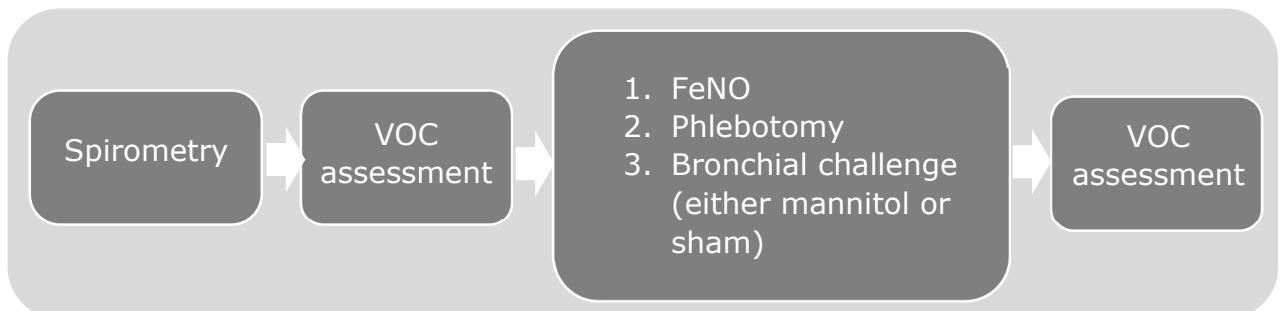 Spirometry
VOC
assessment
1. FeNO
2. Phlebotomy
3. Bronchial challenge
(either mannitol or
sham)
VOC
assessment